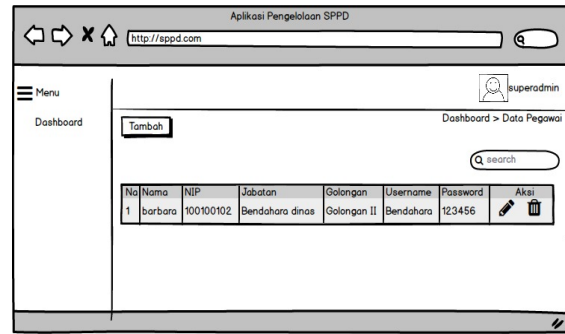 Aplikasi Pengelolaan SPPD
http://sppd.com
Menu
superadmin
Dashboard
Tambah
Dashboard > Data Pegawai
search
No Nama NIP Jabatan Golongan Username Password Aksi
1 barbara 100100102 Bendahara dinas Golongan II Bendahara 123456